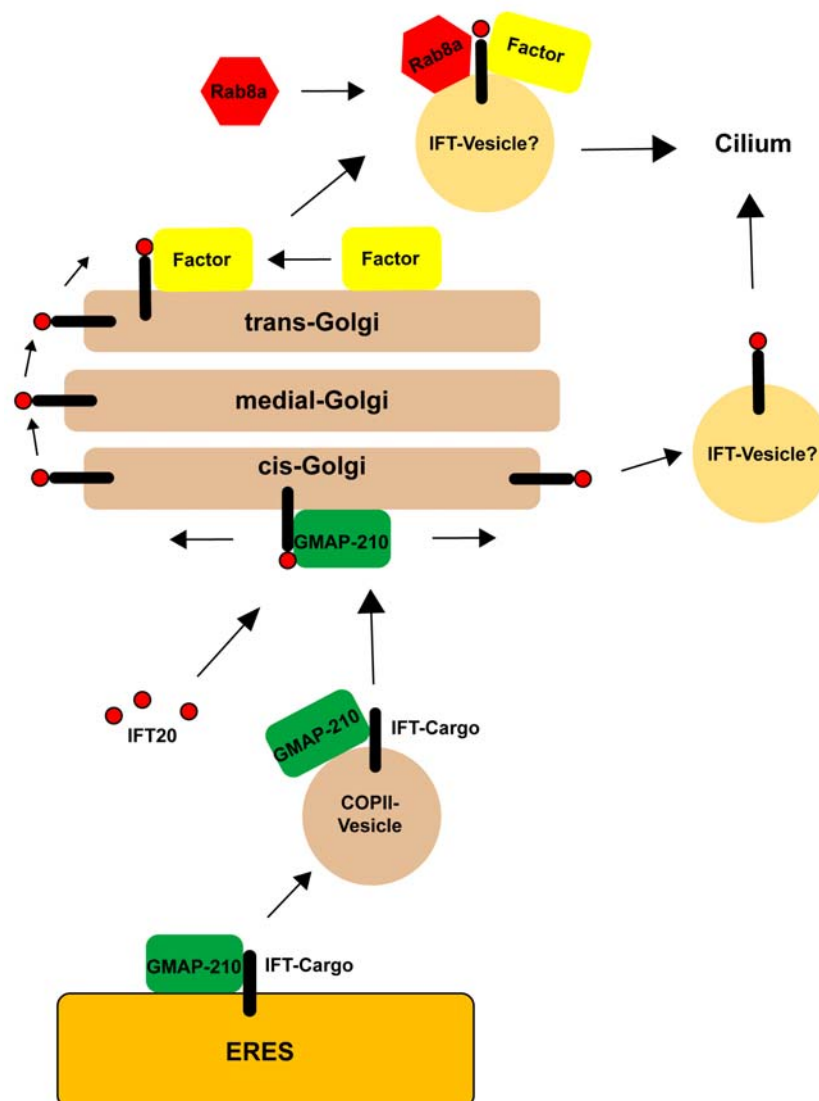 Rab8a
Rab8a
Factor
IFT-Vesicle?
Cilium
Factor
Factor
trans-Golgi
medial-Golgi
cis-Golgi
IFT-Vesicle?
GMAP-210
IFT20
GMAP-210
IFT-Cargo
COPII-
Vesicle
GMAP-210
IFT-Cargo
ERES